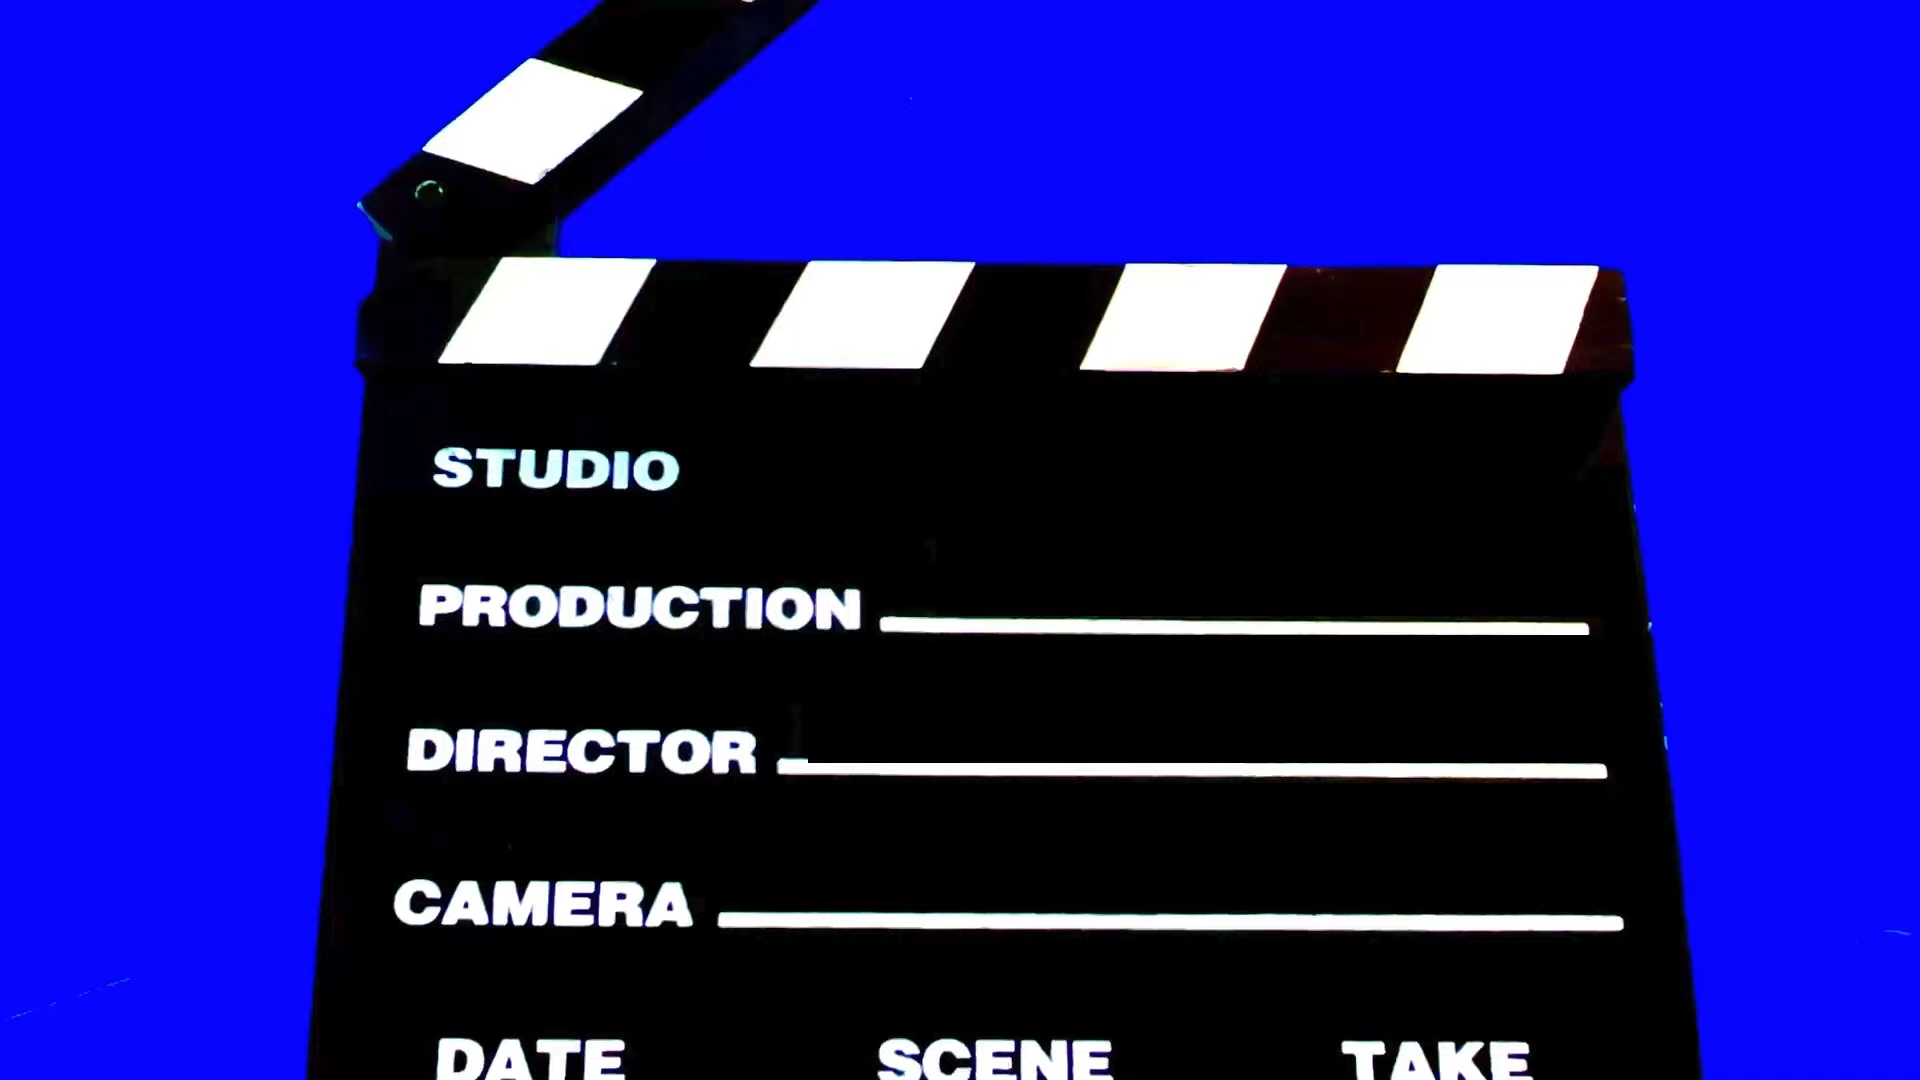 STUDIO
PRODUCTION
DIRECTOR
CAMERA
DATE SCENE TAKE